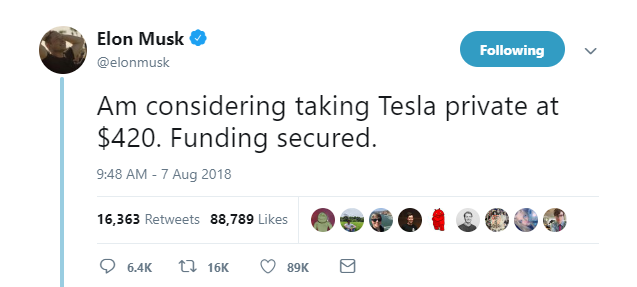 Elon Musk
@elonmusk
Following
Am considering taking Tesla private at
$420. Funding secured.
9:48 AM - 7 Aug 2018
16,363 Retweets 88,789 Likes
6.4K 16K 89K